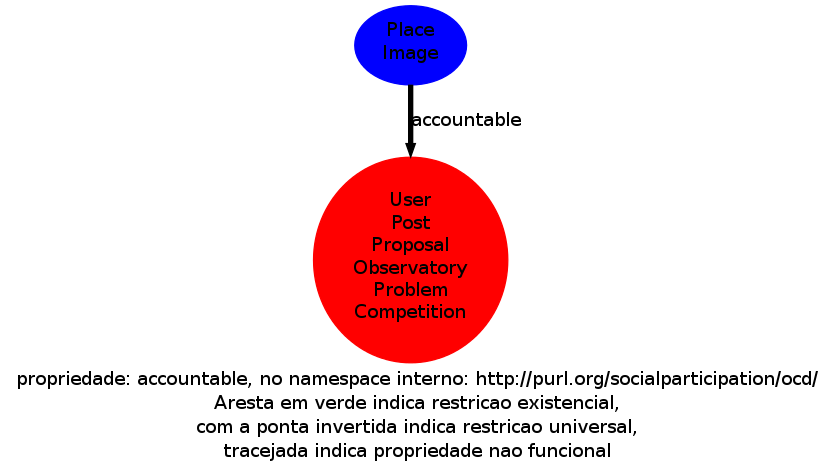 Place
Image
accountable
User
Post
Proposal
Observatory
Problem
Competition
propriedade: accountable, no namespace interno: http://purl.org/socialparticipation/ocd/
Aresta em verde indica restricao existencial,
com a ponta invertida indica restricao universal,
tracejada indica propriedade nao funcional